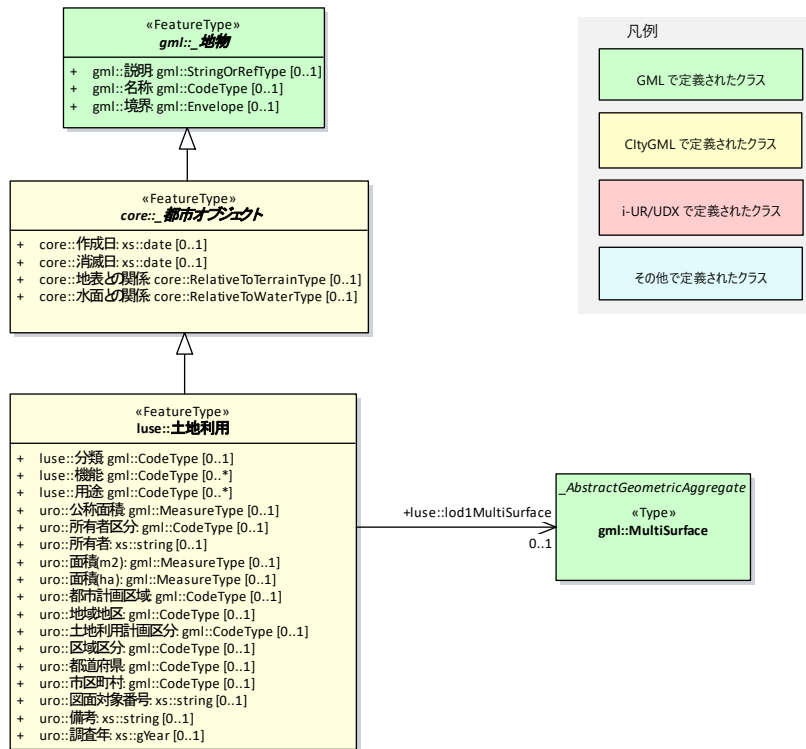 «FeatureType»
gml::_地物
+ gml::説明: gml::StringOrRefType [0..1]
+ gml::名称: gml::CodeType [0..1]
+ gml::境界: gml::Envelope [0..1]
«FeatureType»
core::_都市オブジェクト
+ core::作成日: xs::date [0..1]
+ core::消滅日: xs::date [0..1]
+ core::地表との関係: core::RelativeToTerrainType [0..1]
+ core::水面との関係: core::RelativeToWaterType [0..1]
«FeatureType»
luse::土地利用
+ luse::分類: gml::CodeType [0..1]
+ luse::機能: gml::CodeType [0..*]
+ luse::用途: gml::CodeType [0..*]
+ uro::公称面積: gml::MeasureType [0..1]
+ uro::所有者区分: gml::CodeType [0..1]
+ uro::所有者: xs::string [0..1]
+ uro::面積(m2): gml::MeasureType [0..1]
+ uro::面積(ha): gml::MeasureType [0..1]
+ uro::都市計画区域: gml::CodeType [0..1]
+ uro::地域地区: gml::CodeType [0..1]
+ uro::土地利用計画区分: gml::CodeType [0..1]
+ uro::区域区分: gml::CodeType [0..1]
+ uro::都道府県: gml::CodeType [0..1]
+ uro::市区町村: gml::CodeType [0..1]
+ uro::図面対象番号: xs::string [0..1]
+ uro::備考: xs::string [0..1]
+ uro::調査年: xs::gYear [0..1]
+luse::lod1MultiSurface
0..1
_AbstractGeometricAggregate
«Type»
gml::MultiSurface
凡例
GML で定義されたクラス
CItyGML で定義されたクラス
i-UR/UDX で定義されたクラス
その他で定義されたクラス